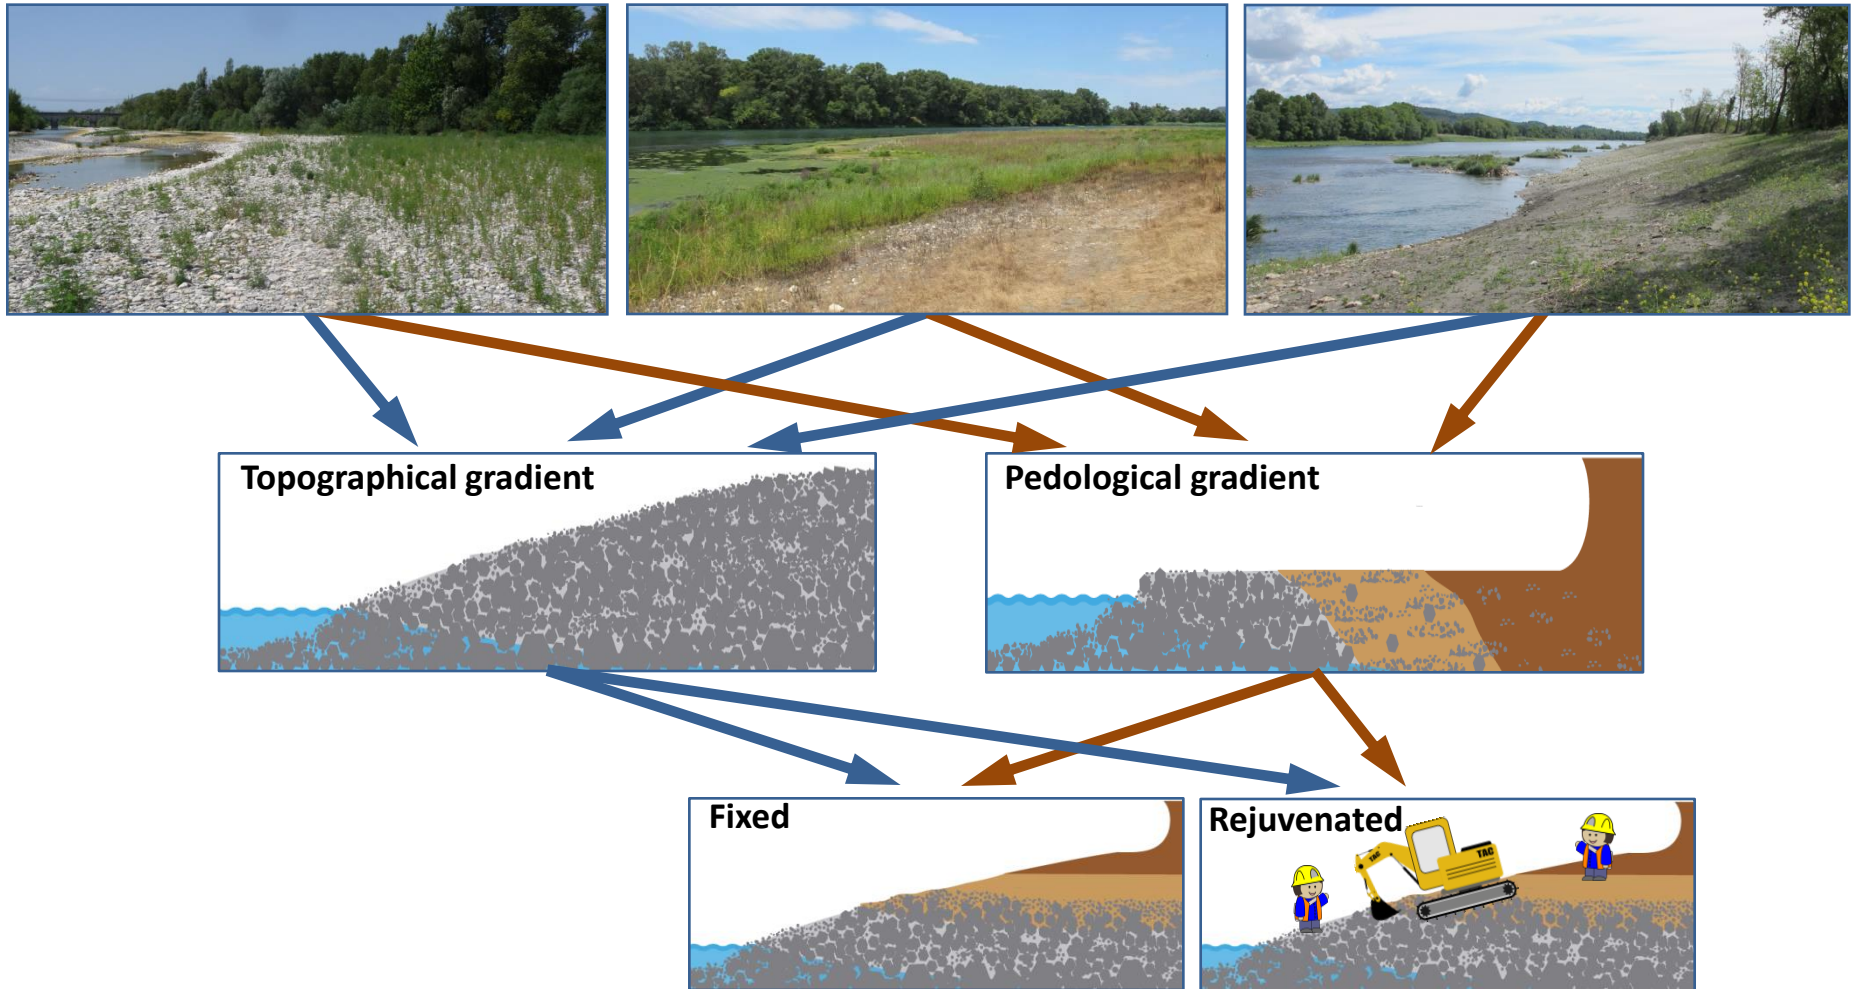 Topographical gradient
Pedological gradient
Fixed
Rejuvenated
TAC
TAC